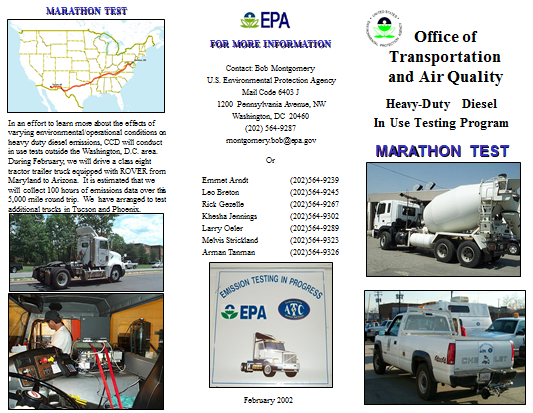 MARATHON TEST
In an effort to learn more about the effects of
varying environmental/operational conditions on
heavy duty diesel emissions, CCD will conduct
in use tests outside the Washington, D.C. area.
During February, we will drive a class eight
tractor trailer truck equipped with ROVER from
Maryland to Arizona. It is estimated that we
will collect 100 hours of emissions data over this
5,000 mile round trip. We have arranged to test
additional trucks in Tucson and Phoenix.
EPA
FOR MORE INFORMATION
Contact: Bob Montgomery
U.S. Environmental Protection Agency
Mail Code 6403 J
1200 Pennsylvania Avenue, NW
Washington, DC 20460
(202) 564-9287
montgomery.bob@epa.gov
Or
Emmet Arndt (202)564-9239
Leo Breton (202)564-9245
Rick Gezelle (202)564-9267
Khesha Jennings (202)564-9302
Larry Oeler (202)564-9289
Melvis Strickland (202)564-9323
Arman Tanman (202)564-9326
EMISSION TESTING IN PROGRESS
EPA
ATC
February 2002
Office of
Transportation
and Air Quality
Heavy-Duty Diesel
In Use Testing Program
MARATHON TEST